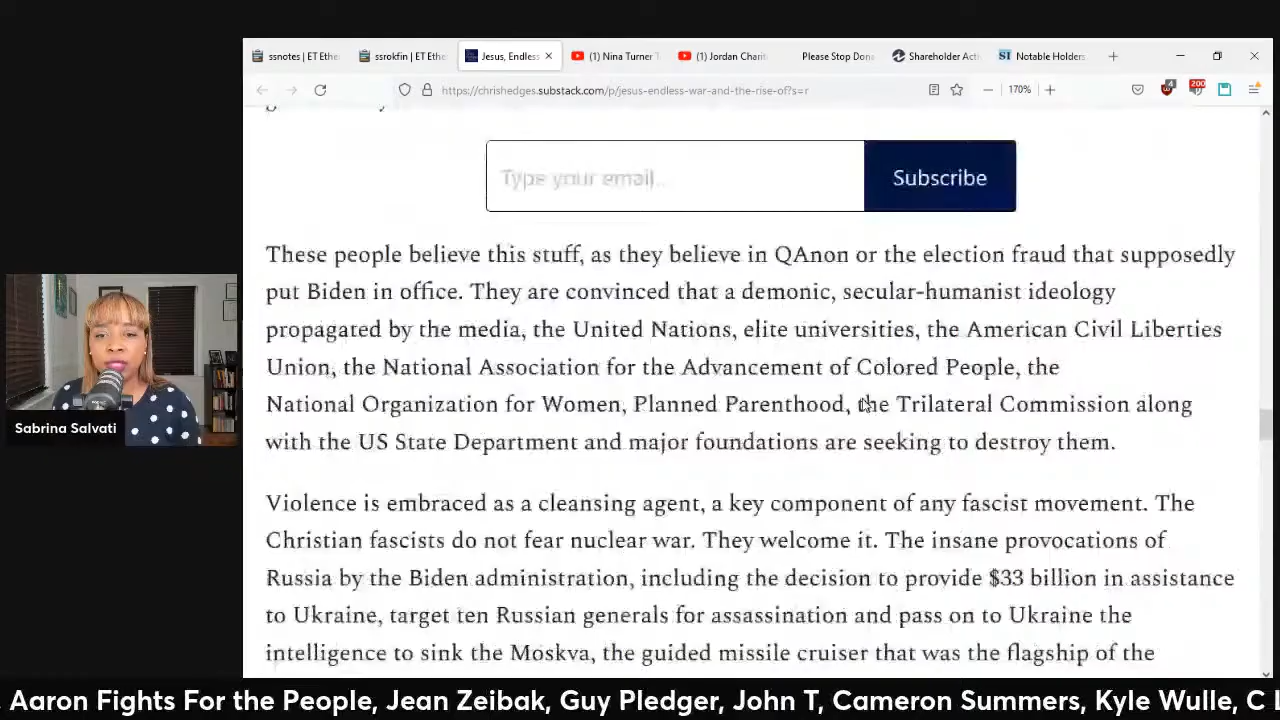 ssnotes | ET Ethe
ssrokfin | ET Ethe
Jesus, Endless
(1) Nina Turner T
(1) Jordan Charit
Please Stop Dona
Shareholder Acti
Notable Holders
https://chrishedges.substack.com/p/jesus-endless-war-and-the-rise-of?s=r
170%
4
200
Type your email...
Subscribe
These people believe this stuff, as they believe in QAnon or the election fraud that supposedly
put Biden in office. They are convinced that a demonic, secular-humanist ideology
propagated by the media, the United Nations, elite universities, the American Civil Liberties
Union, the National Association for the Advancement of Colored People, the
National Organization for Women, Planned Parenthood, the Trilateral Commission along
with the US State Department and major foundations are seeking to destroy them.
Violence is embraced as a cleansing agent, a key component of any fascist movement. The
Christian fascists do not fear nuclear war. They welcome it. The insane provocations of
Russia by the Biden administration, including the decision to provide $33 billion in assistance
to Ukraine, target ten Russian generals for assassination and pass on to Ukraine the
intelligence to sink the Moskva, the guided missile cruiser that was the flagship of the
Sabrina Salvati
, Aaron Fights For the People, Jean Zeibak, Guy Pledger, John T, Cameron Summers, Kyle Wulle, C L